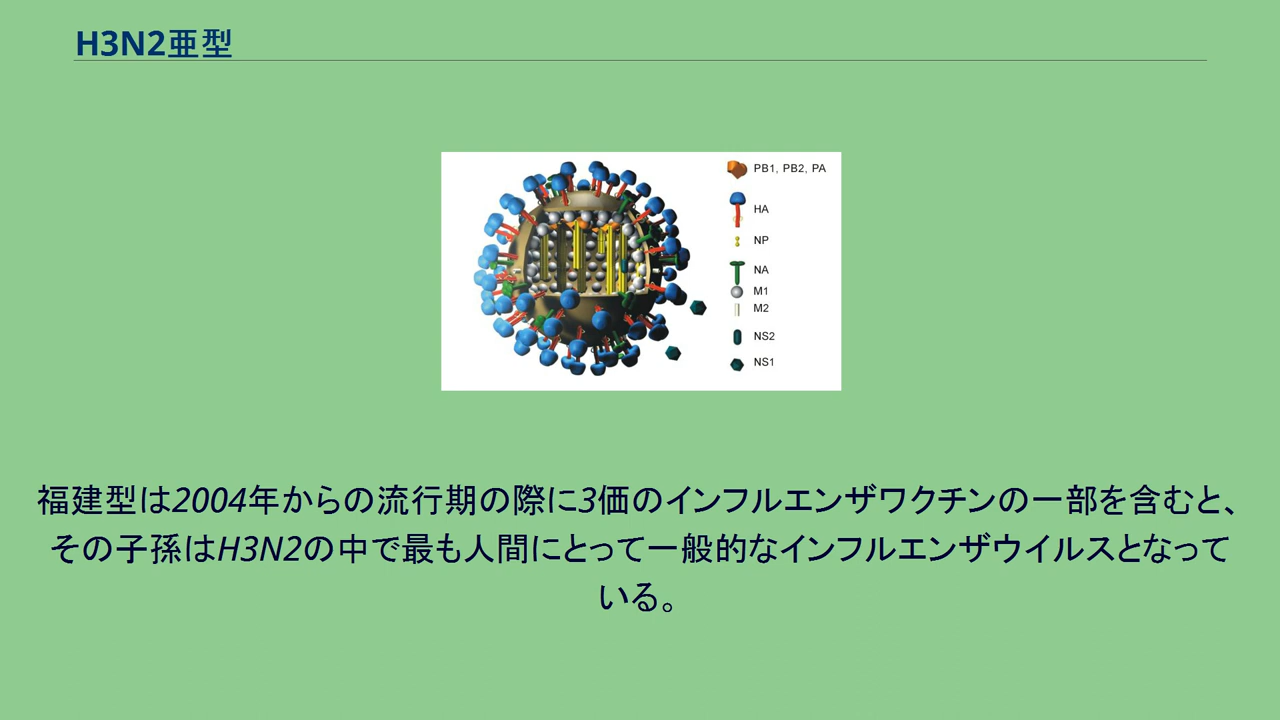 H3N2亜型
PB1, PB2, PA
HA
NP
NA
M1
M2
NS2
NS1
福建型は2004年からの流行期の際に3価のインフルエンザワクチンの一部を含むと、
その子孫はH3N2の中で最も人間にとって一般的なインフルエンザウイルスとなって
いる。